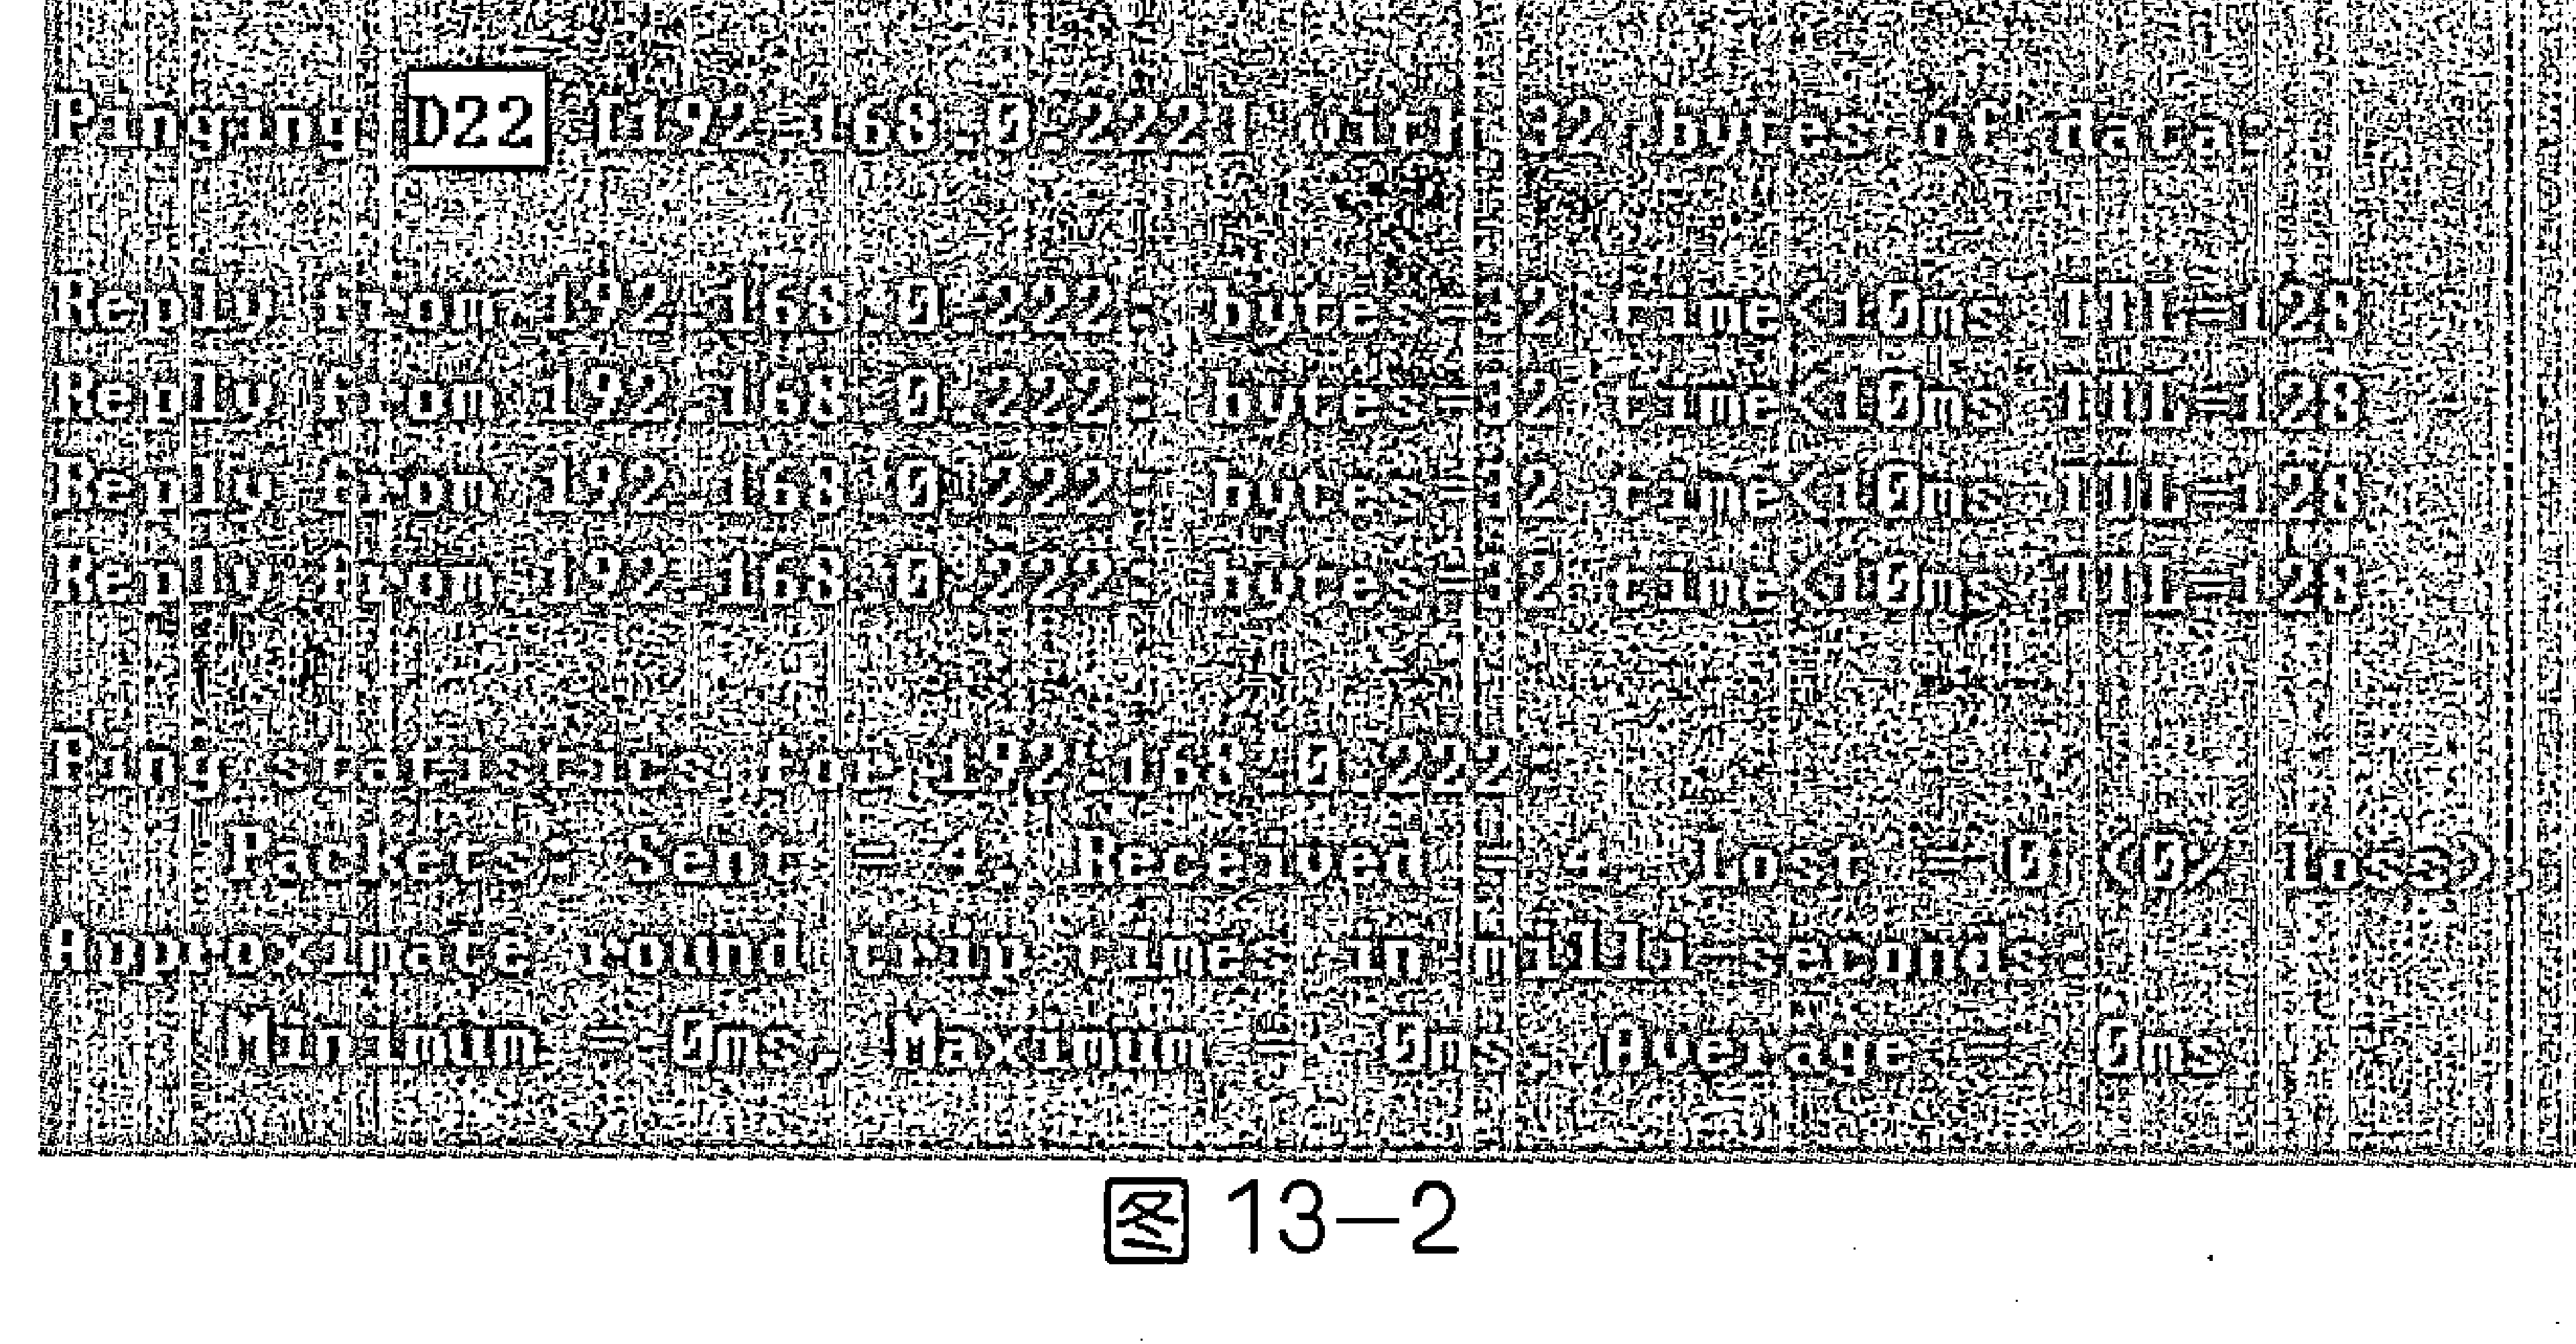 Pinging D22 [192.168.0.222] with 32 bytes of data:
Reply from 192.168.0.222: bytes=32 time<10ms TTL=128
Reply from 192.168.0.222: bytes=32 time<10ms TTL=128
Reply from 192.168.0.222: bytes=32 time<10ms TTL=128
Reply from 192.168.0.222: bytes=32 time<10ms TTL=128
Ping statistics for 192.168.0.222:
Packets: Sent = 4, Received = 4, Lost = 0 (0% loss),
Approximate round trip times in milli-seconds:
Minimum = 0ms, Maximum = 0ms, Average = 0ms
图 13-2